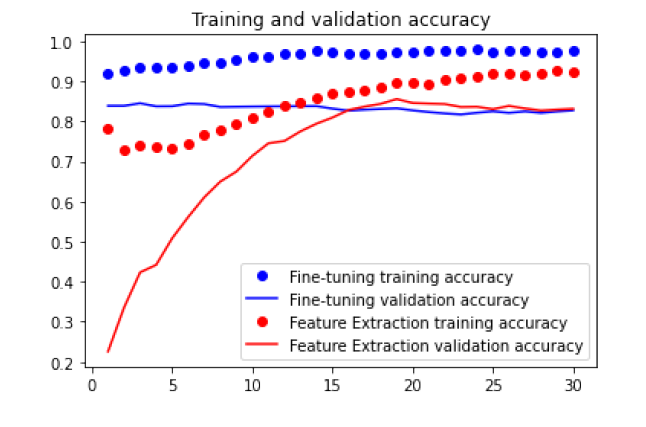 Training and validation accuracy
1.0
0.9
0.8
0.7
0.6
0.5
0.4
0.3
0.2
Fine-tuning training accuracy
Fine-tuning validation accuracy
Feature Extraction training accuracy
Feature Extraction validation accuracy
0 5 10 15 20 25 30